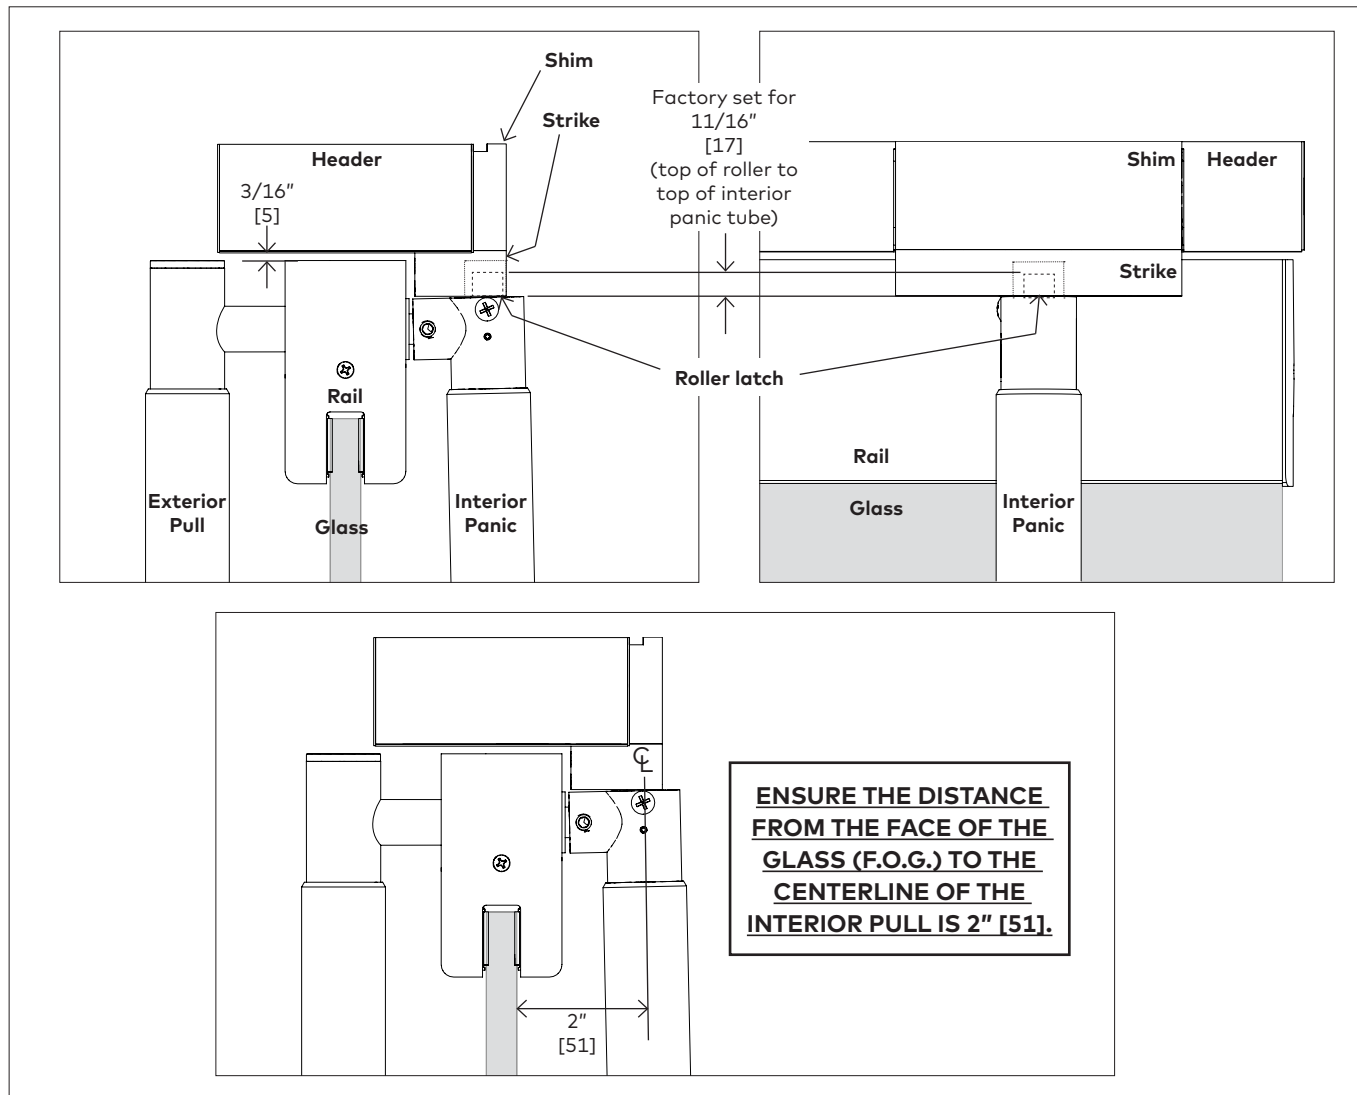 Shim
Strike
Header
3/16″
[5]
Rail
Exterior
Pull
Glass
Interior
Panic
Factory set for
11/16″
[17]
(top of roller to
top of interior
panic tube)
Roller latch
Shim
Header
Strike
Rail
Glass
Interior
Panic
℄
2″
[51]
ENSURE THE DISTANCE
FROM THE FACE OF THE
GLASS (F.O.G.) TO THE
CENTERLINE OF THE
INTERIOR PULL IS 2″ [51].